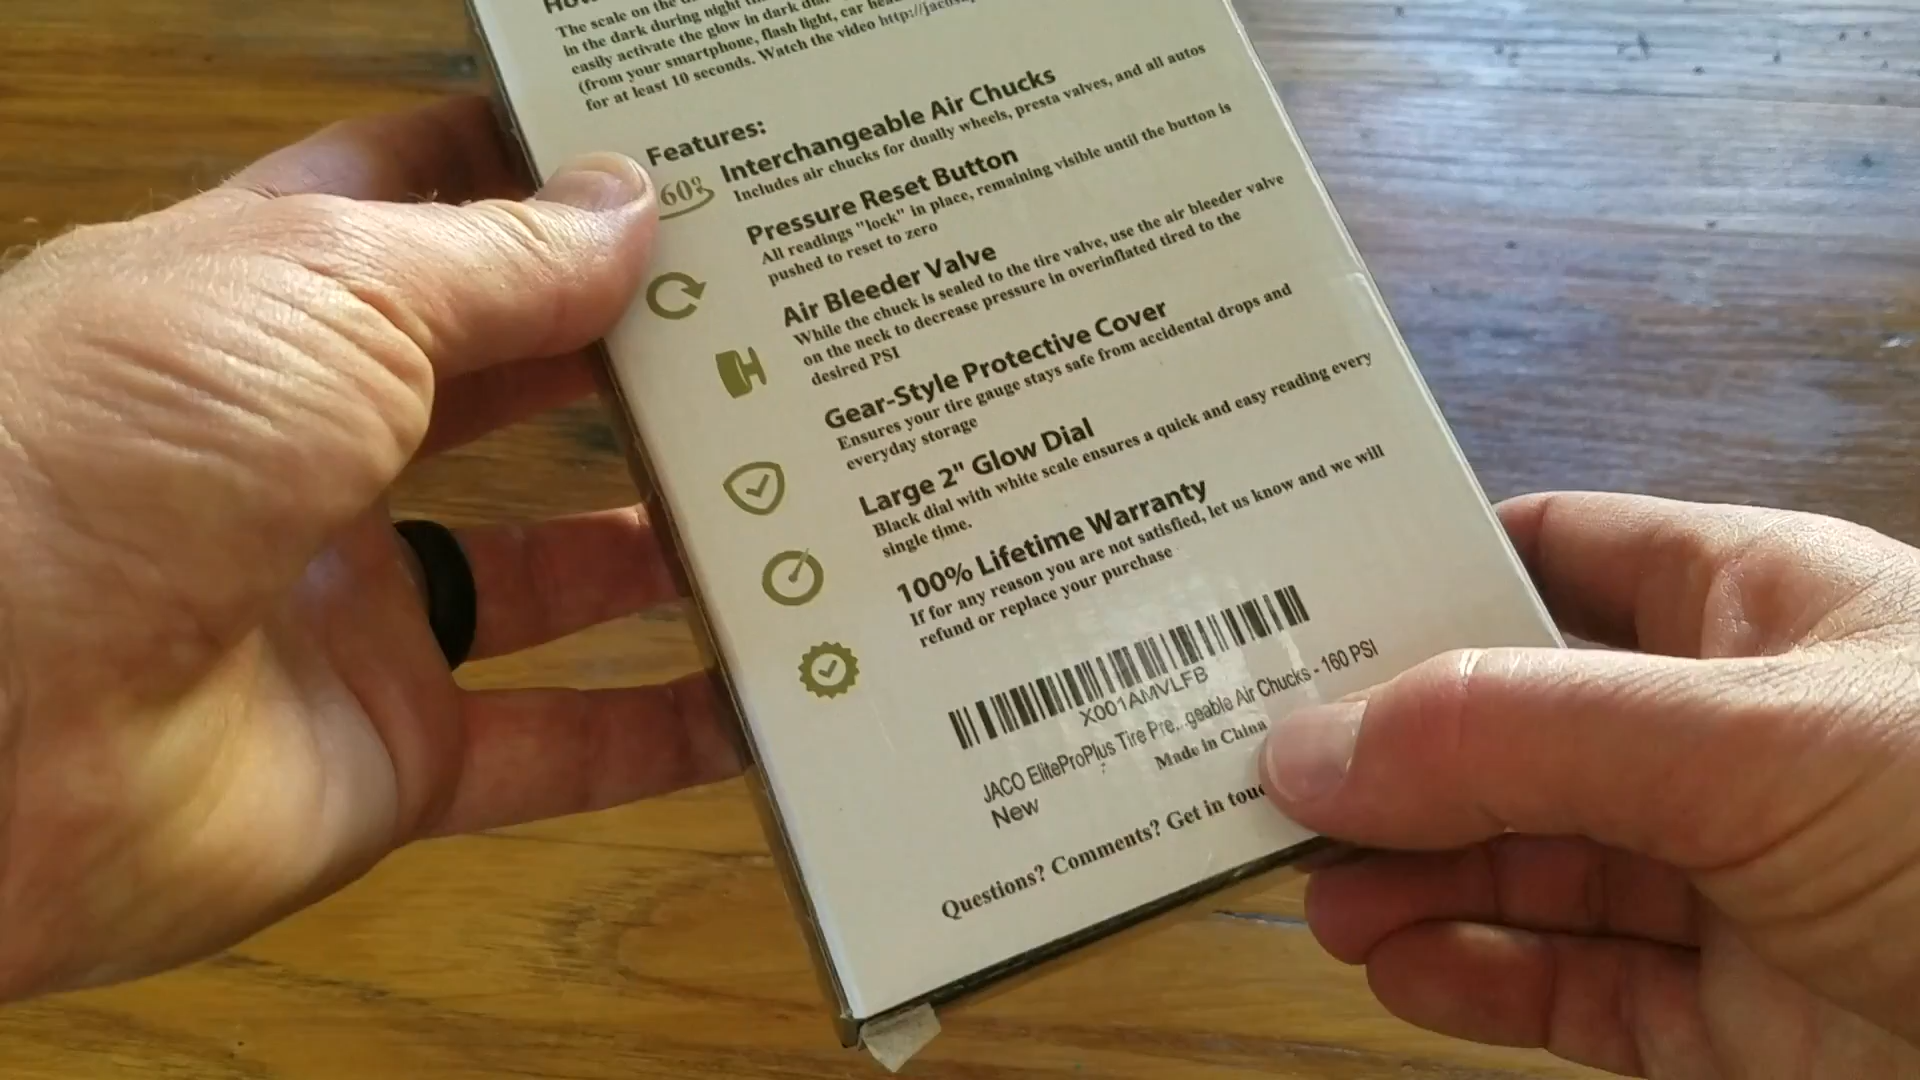 The scale on the
in the dark during night
easily activate the glow in dark
(from your smartphone, flash light, car
for at least 10 seconds. Watch the video
Features:
Interchangeable Air Chucks
Includes air chucks for dually wheels, presta valves, and all autos
Pressure Reset Button
All readings "lock" in place, remaining visible until the button is
pushed to reset to zero
Air Bleeder Valve
While the chuck is sealed to the tire valve, use the air bleeder valve
on the neck to decrease pressure in overinflated tired to the
desired PSI
Gear-Style Protective Cover
Ensures your tire gauge stays safe from accidental drops and
everyday storage
Large 2" Glow Dial
Black dial with white scale ensures a quick and easy reading every
single time.
100% Lifetime Warranty
If for any reason you are not satisfied, let us know and we will
refund or replace your purchase
X001AMVLFB
JACO EliteProPlus Tire Pre...geable Air Chucks - 160 PSI
New
Made in China
Questions? Comments? Get in